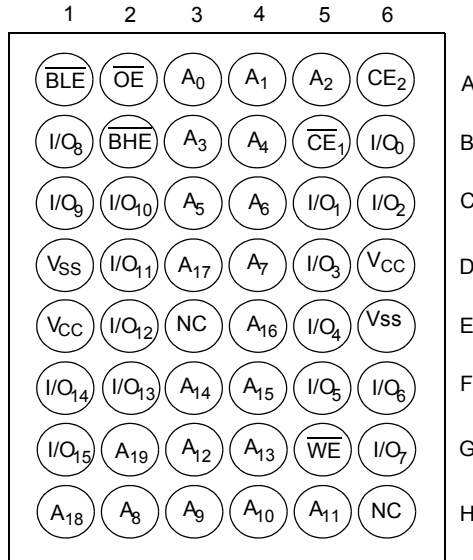 1 2 3 4 5 6
BLE OE A0 A1 A2 CE2 A
I/O8 BHE A3 A4 CE1 I/O0 B
I/O9 I/O10 A5 A6 I/O1 I/O2 C
VSS I/O11 A17 A7 I/O3 VCC D
VCC I/O12 NC A16 I/O4 Vss E
I/O14 I/O13 A14 A15 I/O5 I/O6 F
I/O15 A19 A12 A13 WE I/O7 G
A18 A8 A9 A10 A11 NC H